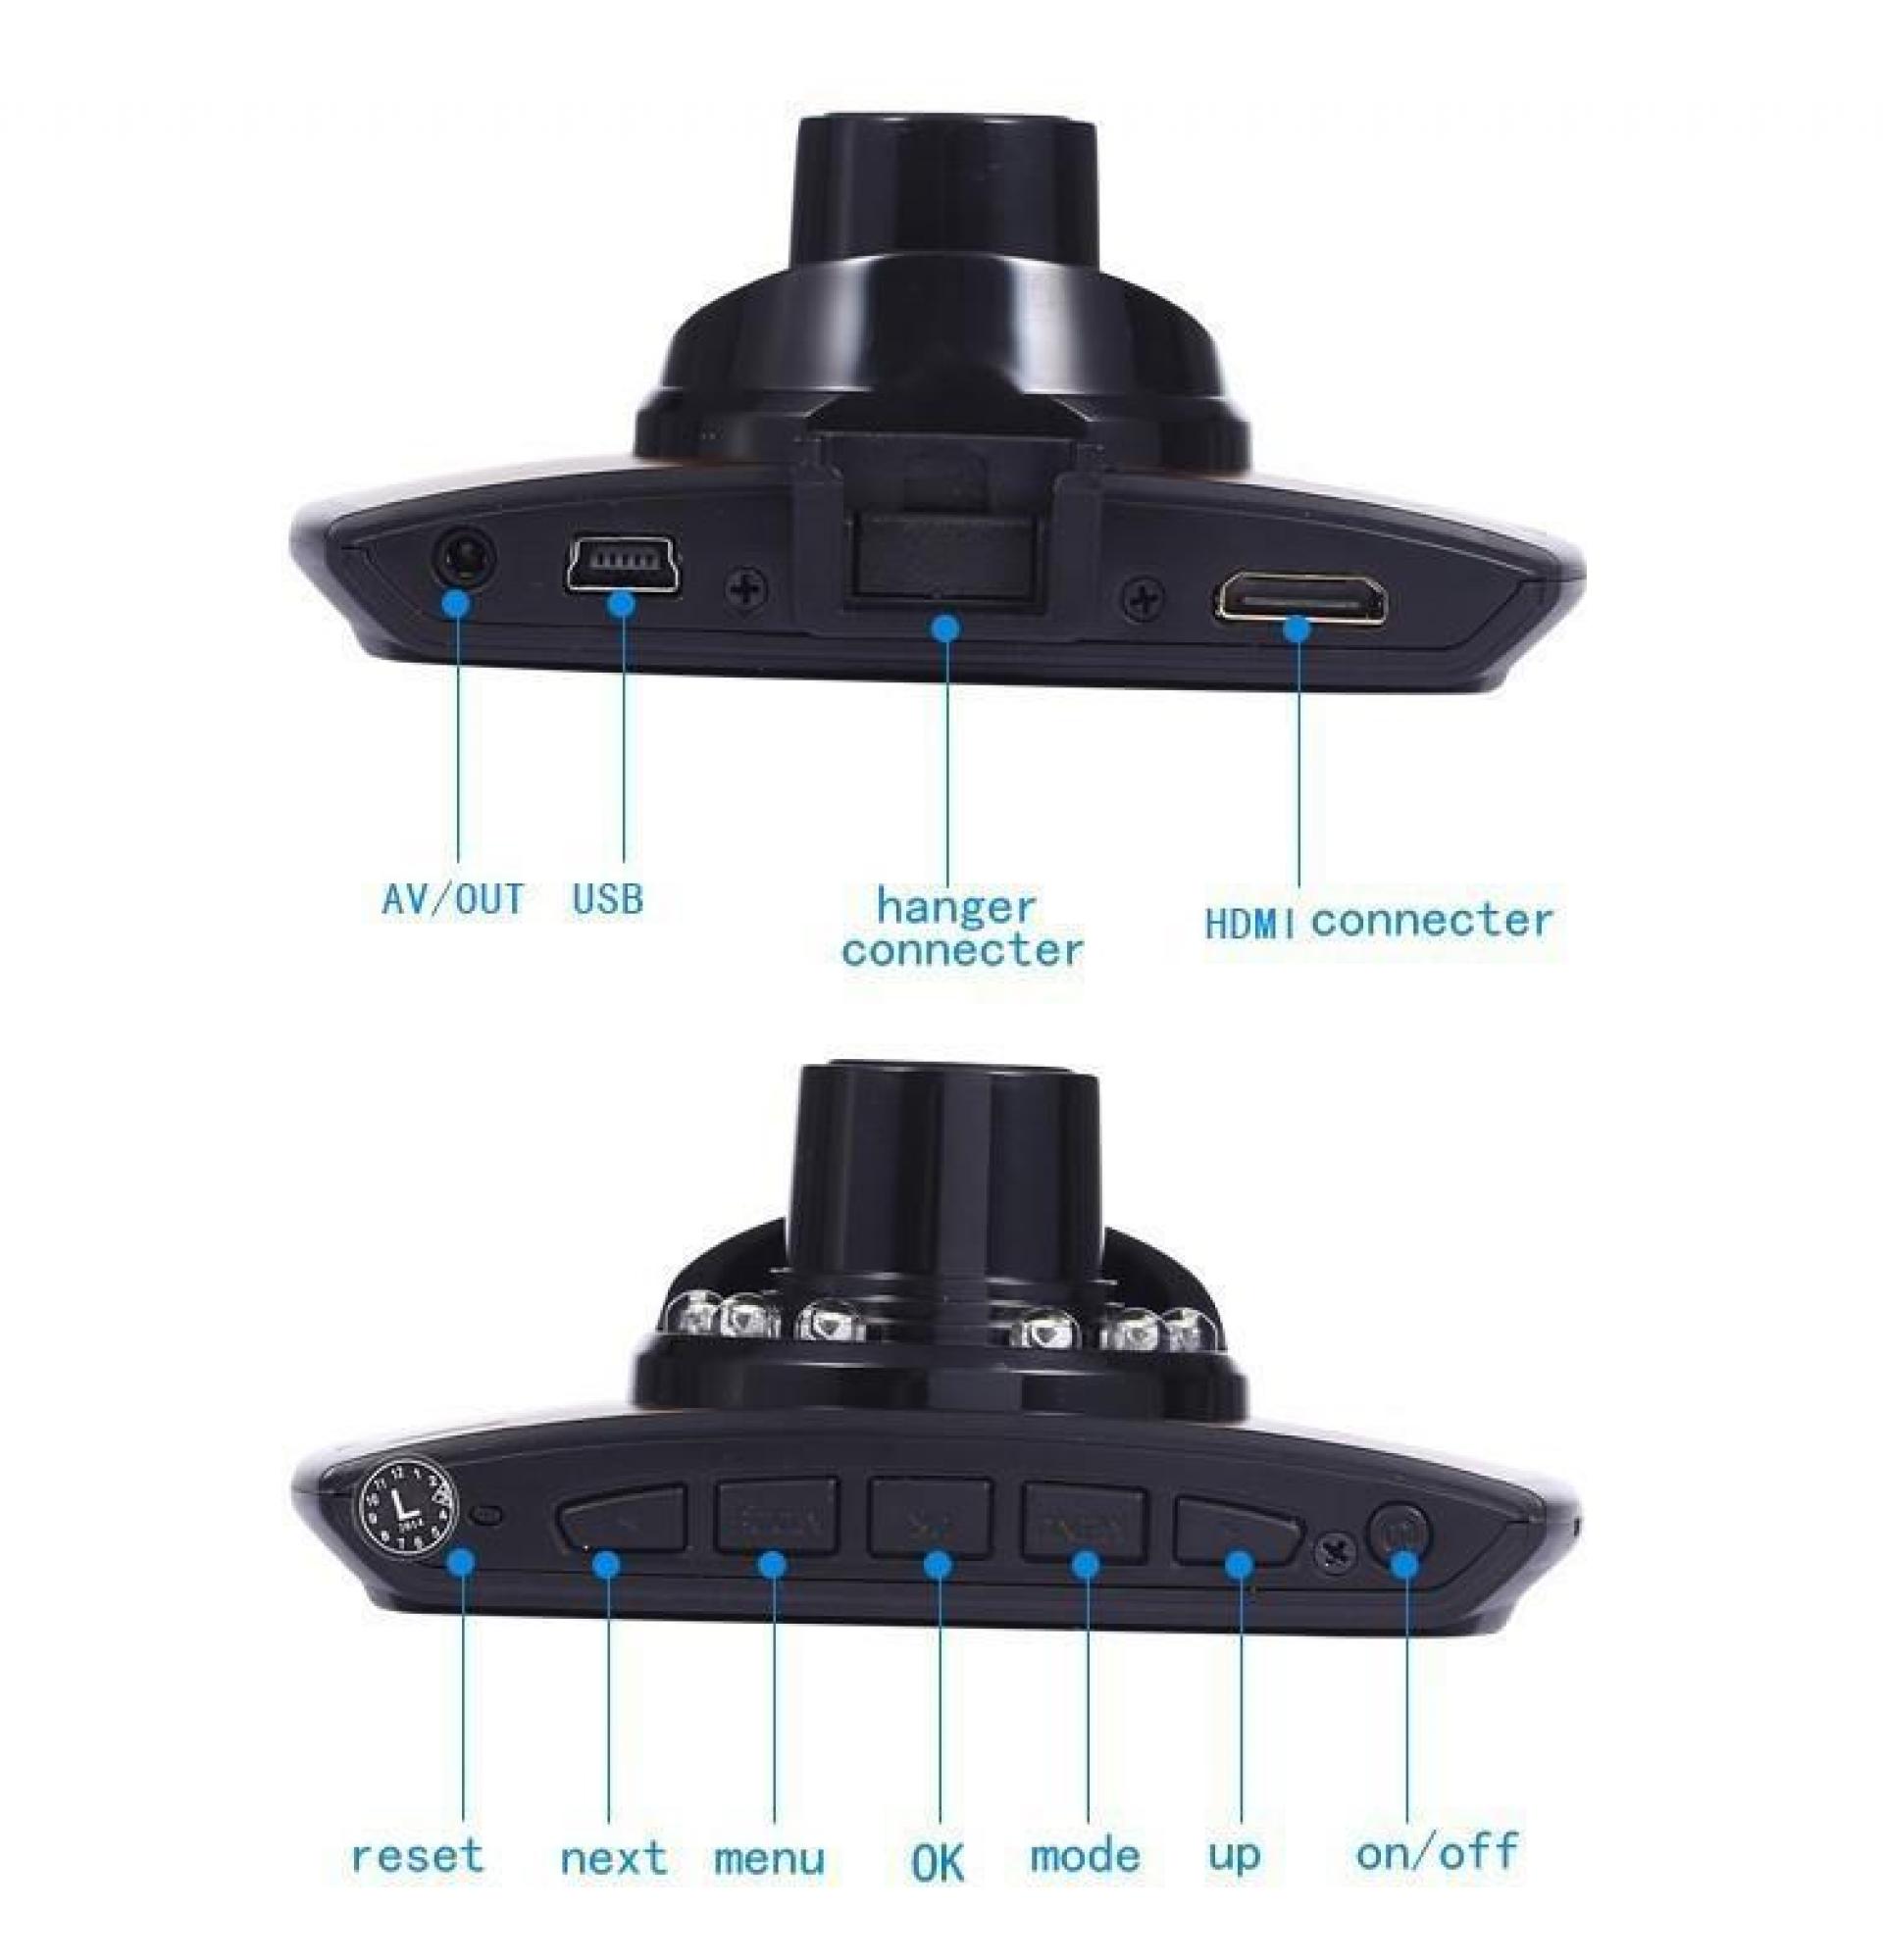 AV/OUT
USB
hanger
connecter
HDMI connecter
reset
next
menu
OK
mode
up
on/off